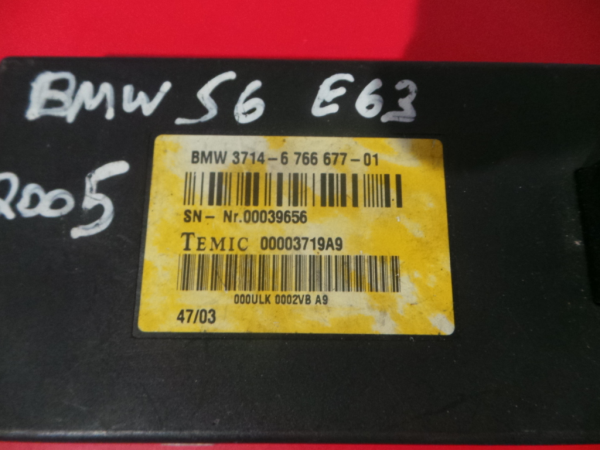 BMW S6 E63
2005
BMW 3714-6 766 677-01
SN- Nr.00039656
TEMIC 00003719A9
000ULK 0002VB A9
47/03